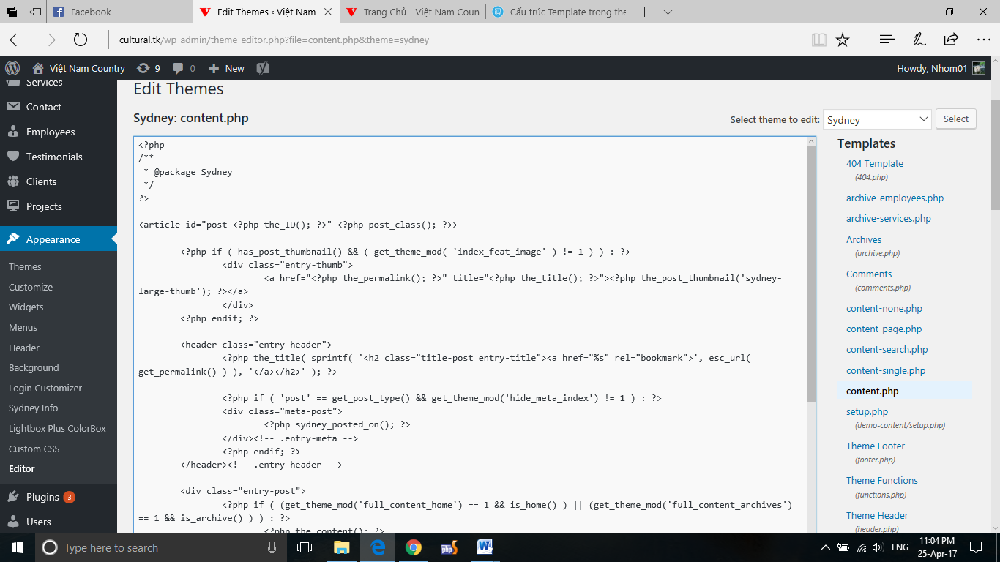 Facebook
Edit Themes ‹ Việt Nam
Trang Chủ - Việt Nam Coun
Cấu trúc Template trong the
cultural.tk/wp-admin/theme-editor.php?file=content.php&theme=sydney
Việt Nam Country
9
0
New
Howdy, Nhom01
Services
Contact
Employees
Testimonials
Clients
Projects
Appearance
Themes
Customize
Widgets
Menus
Header
Background
Login Customizer
Sydney Info
Lightbox Plus ColorBox
Custom CSS
Editor
Plugins 3
Users
Edit Themes
Sydney: content.php
Select theme to edit: Sydney Select
<?php
/**
 * @package Sydney
 */
?>
<article id="post-<?php the_ID(); ?>" <?php post_class(); ?>>
<?php if ( has_post_thumbnail() && ( get_theme_mod( 'index_feat_image' ) != 1 ) ) : ?>
<div class="entry-thumb">
<a href="<?php the_permalink(); ?>" title="<?php the_title(); ?>"><?php the_post_thumbnail('sydney-
large-thumb'); ?></a>
</div>
<?php endif; ?>
<header class="entry-header">
<?php the_title( sprintf( '<h2 class="title-post entry-title"><a href="%s" rel="bookmark">', esc_url(
get_permalink() ) ), '</a></h2>' ); ?>
<?php if ( 'post' == get_post_type() && get_theme_mod('hide_meta_index') != 1 ) : ?>
<div class="meta-post">
<?php sydney_posted_on(); ?>
</div><!-- .entry-meta -->
<?php endif; ?>
</header><!-- .entry-header -->
<div class="entry-post">
<?php if ( (get_theme_mod('full_content_home') == 1 && is_home() ) || (get_theme_mod('full_content_archives')
== 1 && is_archive() ) ) : ?>
<?php the_content(); ?>
Templates
404 Template
(404.php)
archive-employees.php
archive-services.php
Archives
(archive.php)
Comments
(comments.php)
content-none.php
content-page.php
content-search.php
content-single.php
content.php
setup.php
(demo-content/setup.php)
Theme Footer
(footer.php)
Theme Functions
(functions.php)
Theme Header
(header.php)
Type here to search
php
ENG
11:04 PM
25-Apr-17